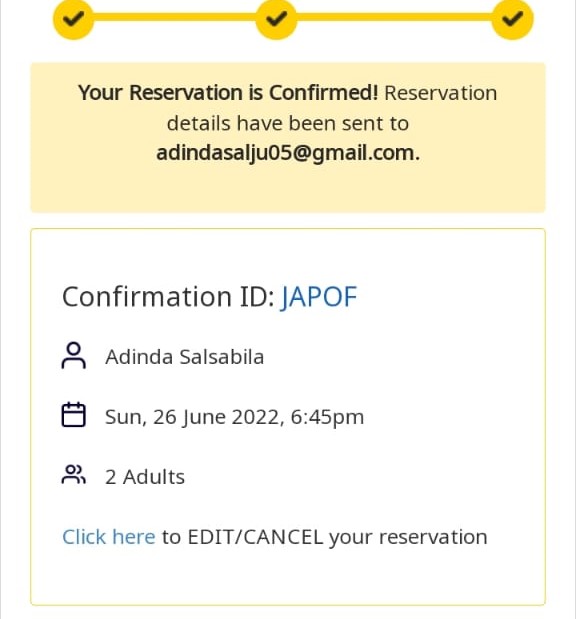 Your Reservation is Confirmed! Reservation
details have been sent to
adindasalju05@gmail.com.
Confirmation ID: JAPOF
Adinda Salsabila
Sun, 26 June 2022, 6:45pm
2 Adults
Click here to EDIT/CANCEL your reservation